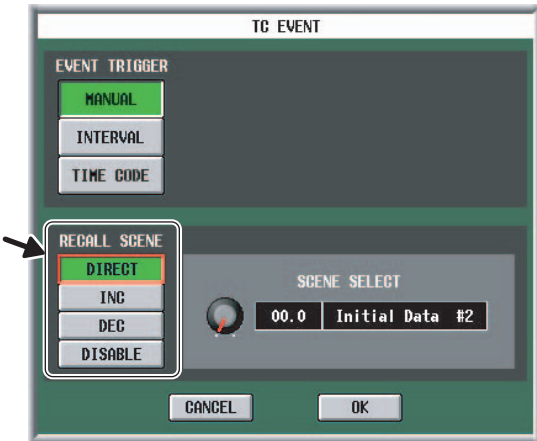 TC EVENT
EVENT TRIGGER
MANUAL
INTERVAL
TIME CODE
RECALL SCENE
DIRECT
INC
DEC
DISABLE
SCENE SELECT
00.0 Initial Data #2
CANCEL
OK